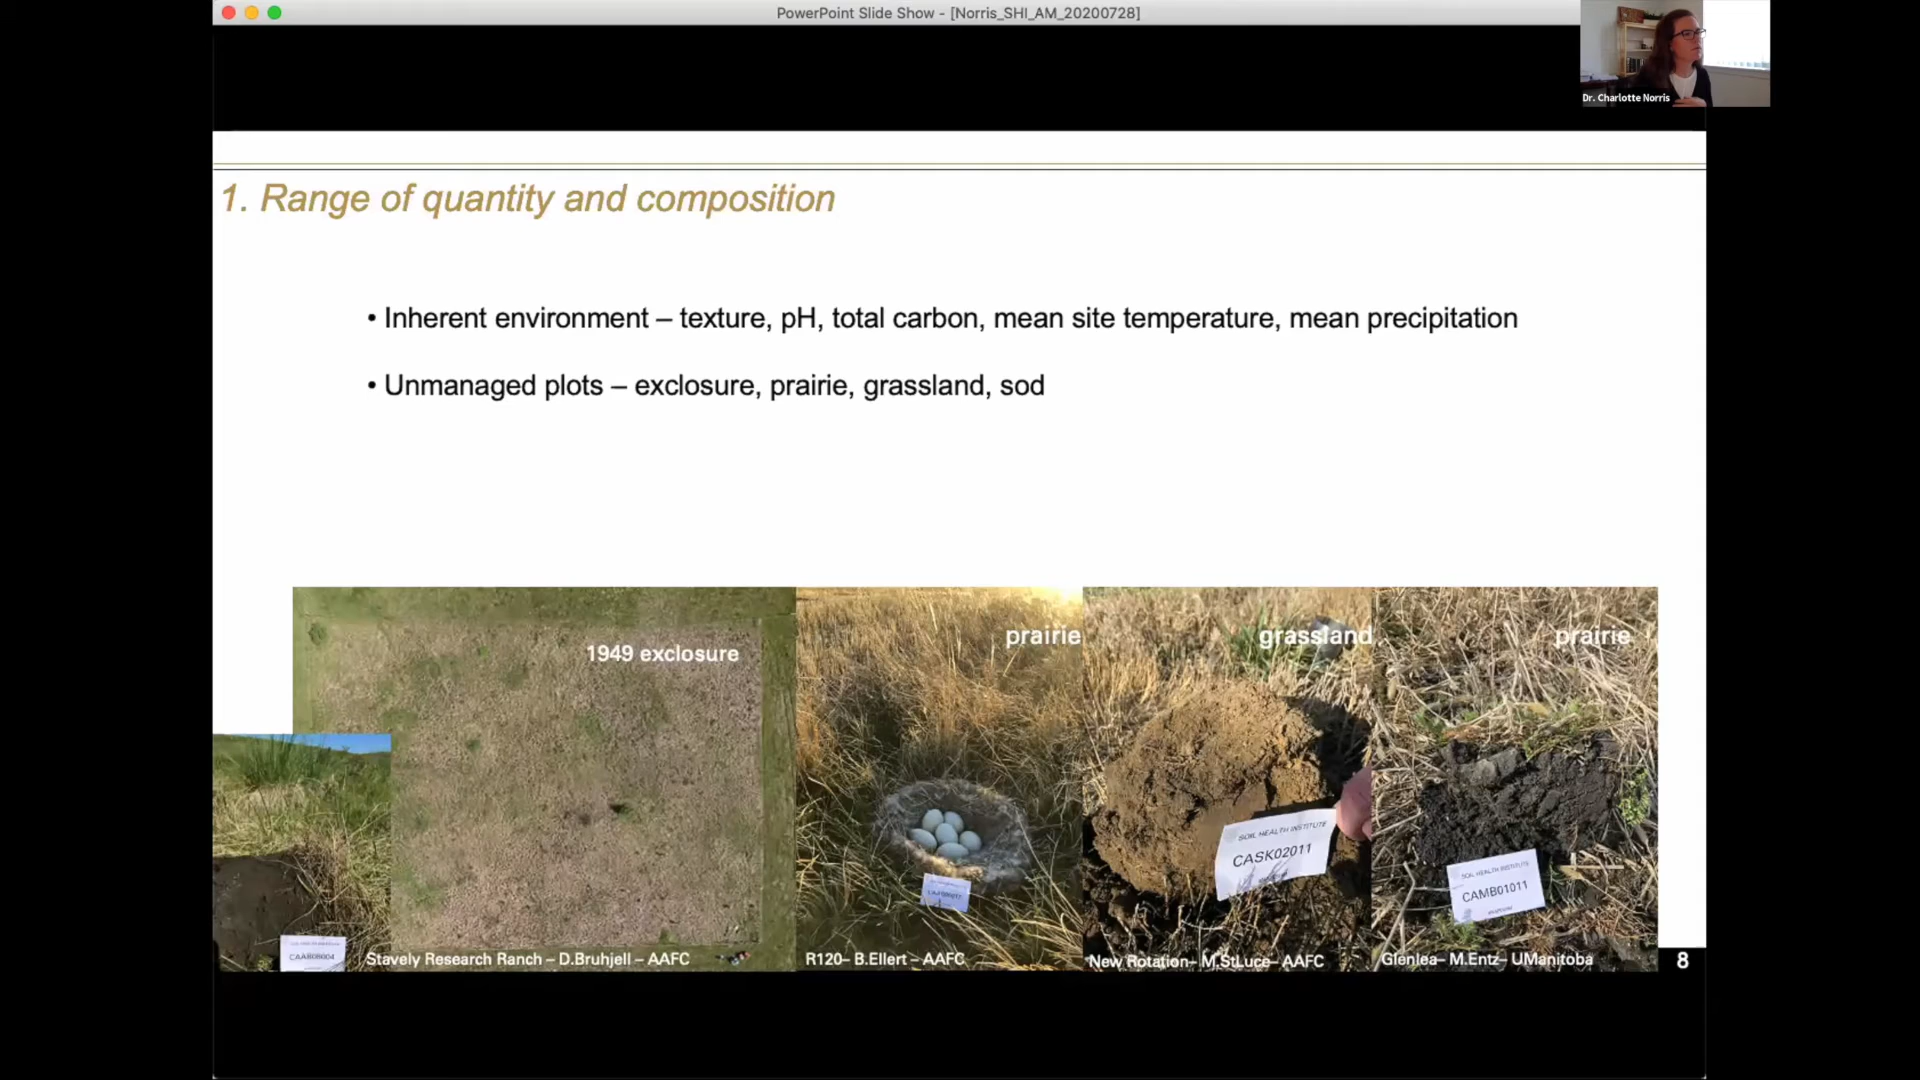 PowerPoint Slide Show - [Norris_SHI_AM_20200728]
Dr. Charlotte Norris
1. Range of quantity and composition
• Inherent environment – texture, pH, total carbon, mean site temperature, mean precipitation
• Unmanaged plots – exclosure, prairie, grassland, sod
1949 exclosure
prairie
grassland
prairie
SOIL HEALTH INSTITUTE
CASK02011
SOIL HEALTH INSTITUTE
CAMB01011
Stavely Research Ranch – D.Bruhjell – AAFC
R120– B.Ellert – AAFC
New Rotation– M.StLuce– AAFC
Glenlea– M.Entz– UManitoba
8